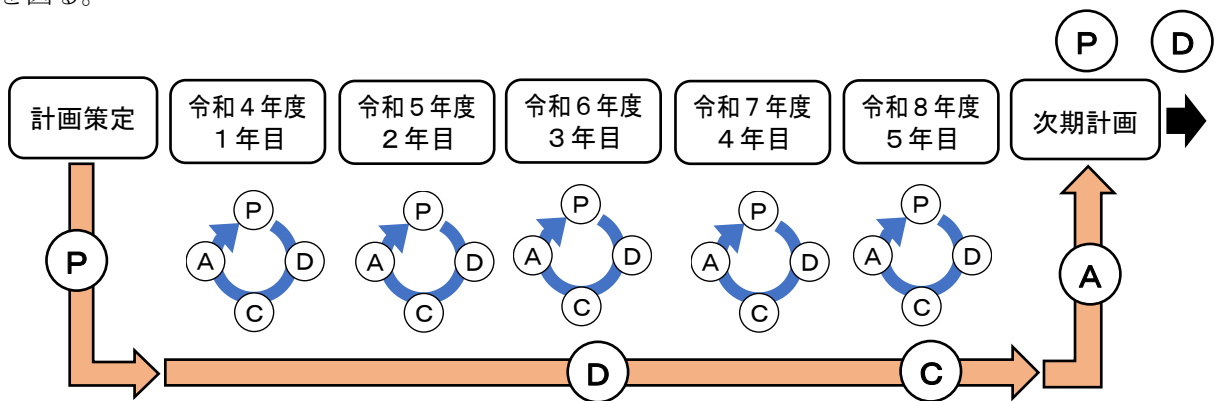 を図る。
P D
計画策定
令和４年度
１年目
令和５年度
２年目
令和６年度
３年目
令和７年度
４年目
令和８年度
５年目
次期計画
P
D
C
A
P
D
C
A
P
D
C
A
P
D
C
A
P
D
C
A
P
D
C
A